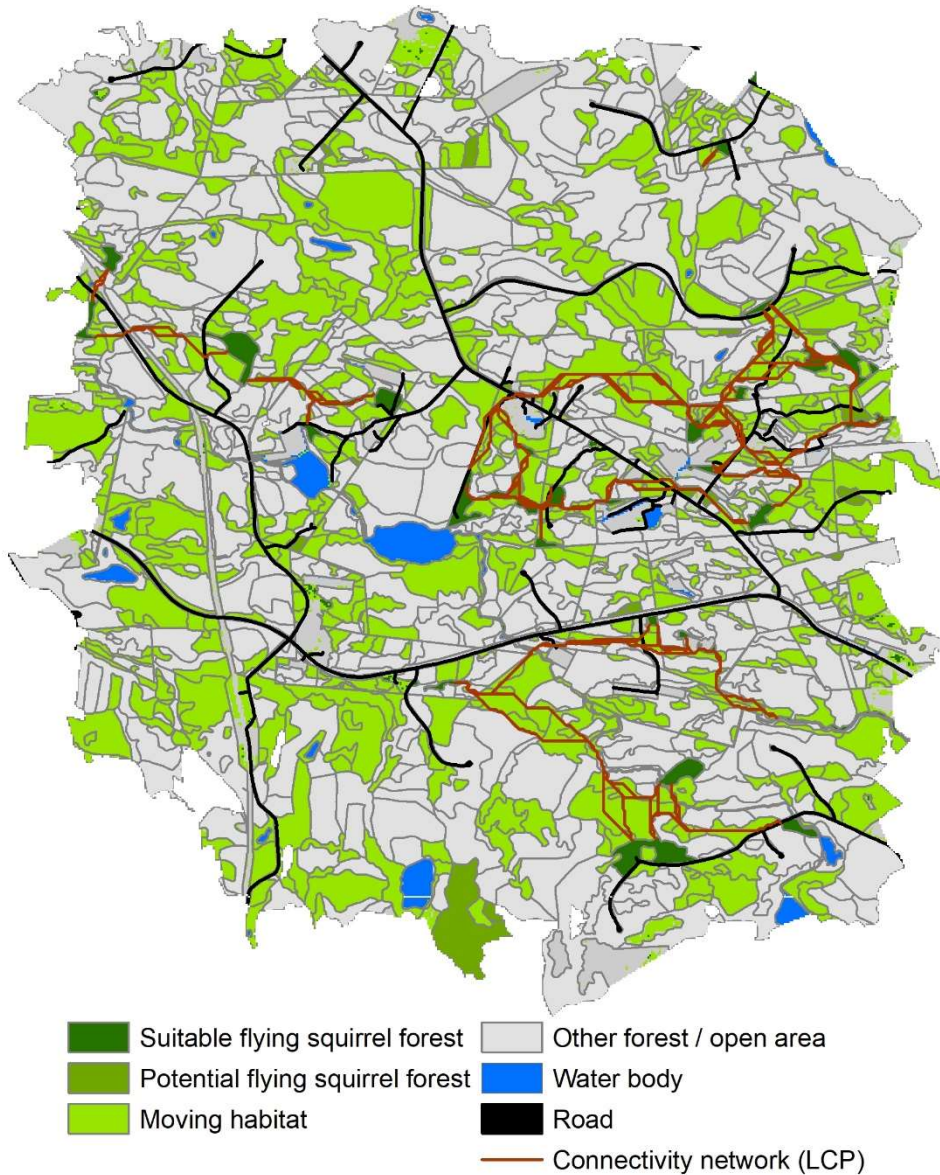 Suitable flying squirrel forest
Potential flying squirrel forest
Moving habitat
Other forest / open area
Water body
Road
Connectivity network (LCP)